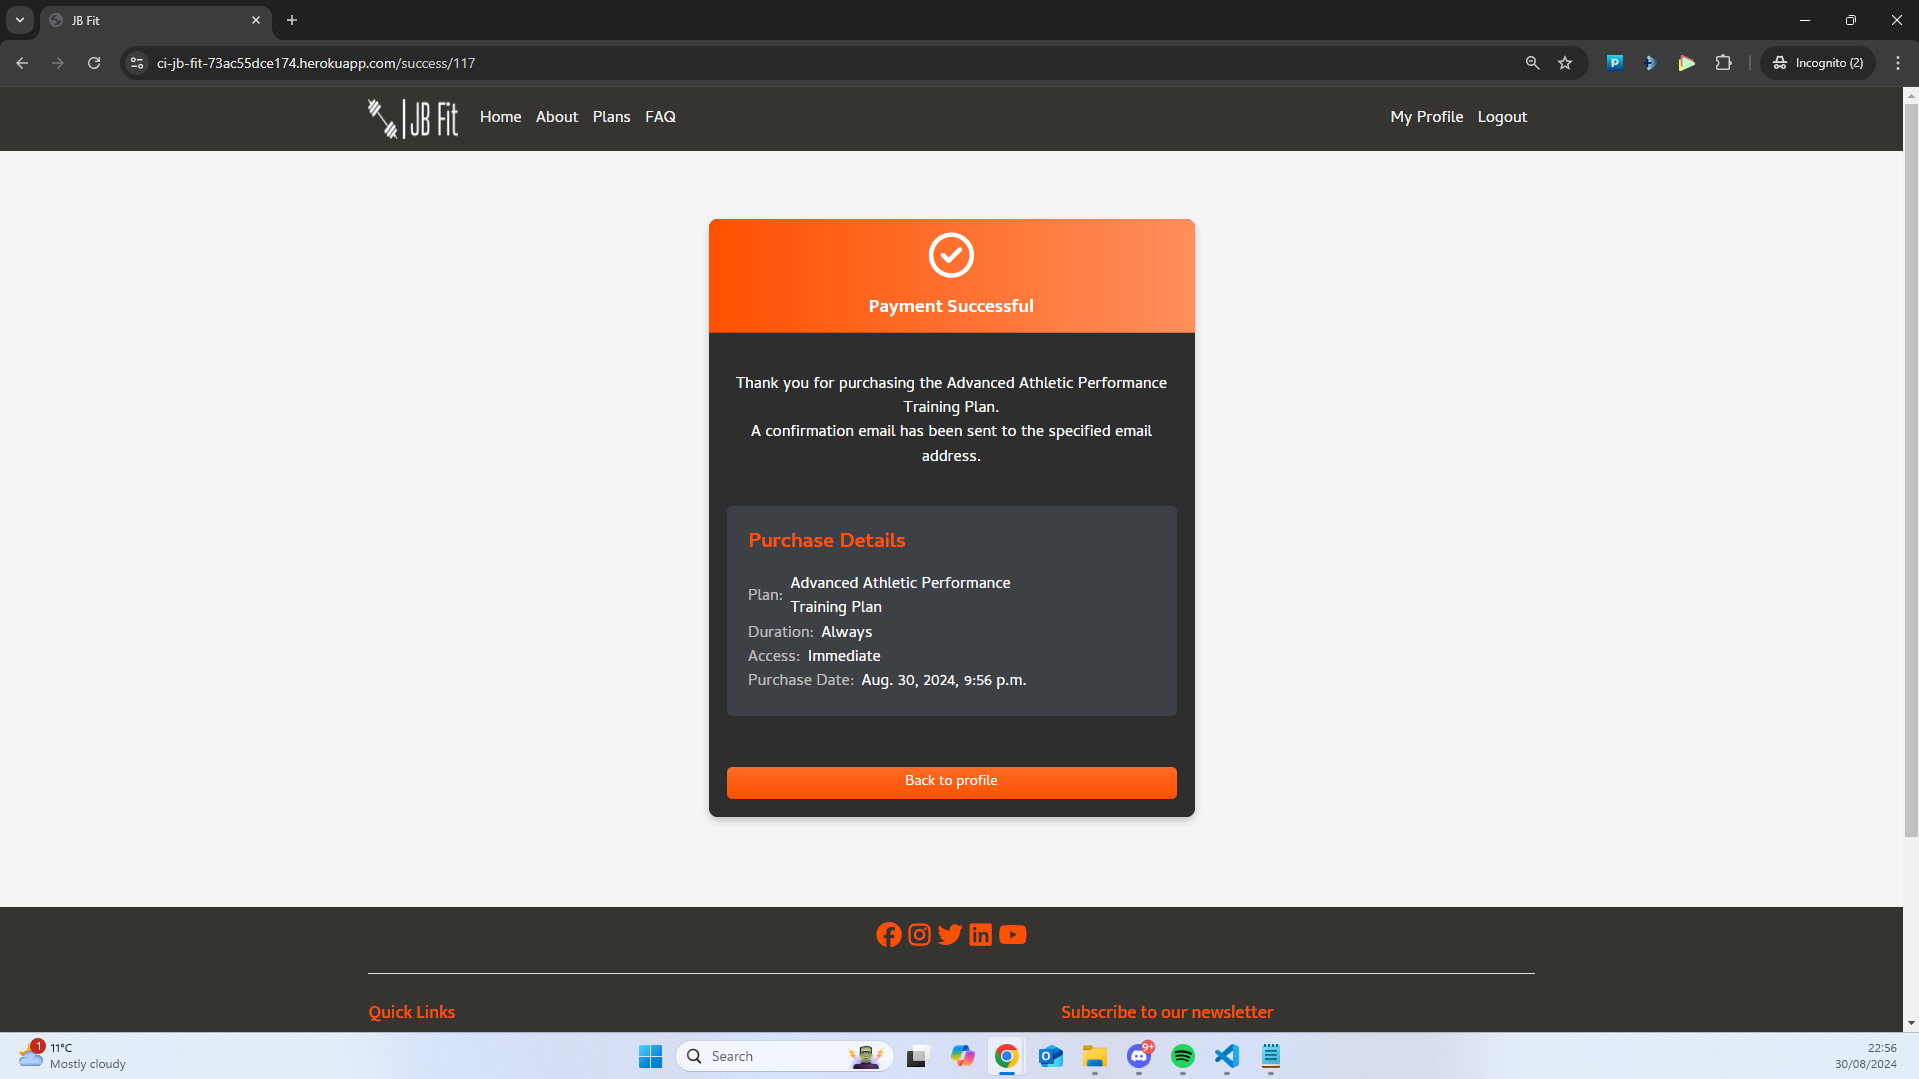 JB Fit
ci-jb-fit-73ac55dce174.herokuapp.com/success/117
Incognito (2)
JB Fit
Home
About
Plans
FAQ
My Profile
Logout
Payment Successful
Thank you for purchasing the Advanced Athletic Performance
Training Plan.
A confirmation email has been sent to the specified email
address.
Purchase Details
Plan: Advanced Athletic Performance
Training Plan
Duration: Always
Access: Immediate
Purchase Date: Aug. 30, 2024, 9:56 p.m.
Back to profile
Quick Links
Subscribe to our newsletter
1
11°C
Mostly cloudy
Search
9+
22:56
30/08/2024